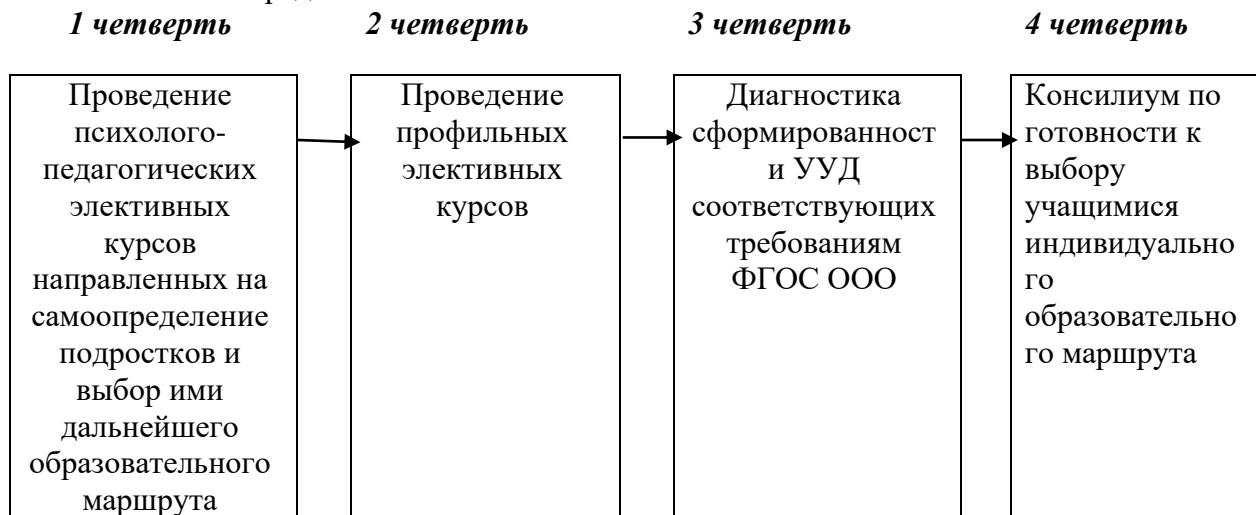 1 четверть
2 четверть
3 четверть
4 четверть
Проведение
психолого-
педагогических
элективных
курсов
направленных на
самоопределение
подростков и
выбор ими
дальнейшего
образовательного
маршрута
Проведение
профильных
элективных
курсов
Диагностика
сформированност
и УУД
соответствующих
требованиям
ФГОС ООО
Консилиум по
готовности к
выбору
учащимися
индивидуально
го
образовательно
го маршрута